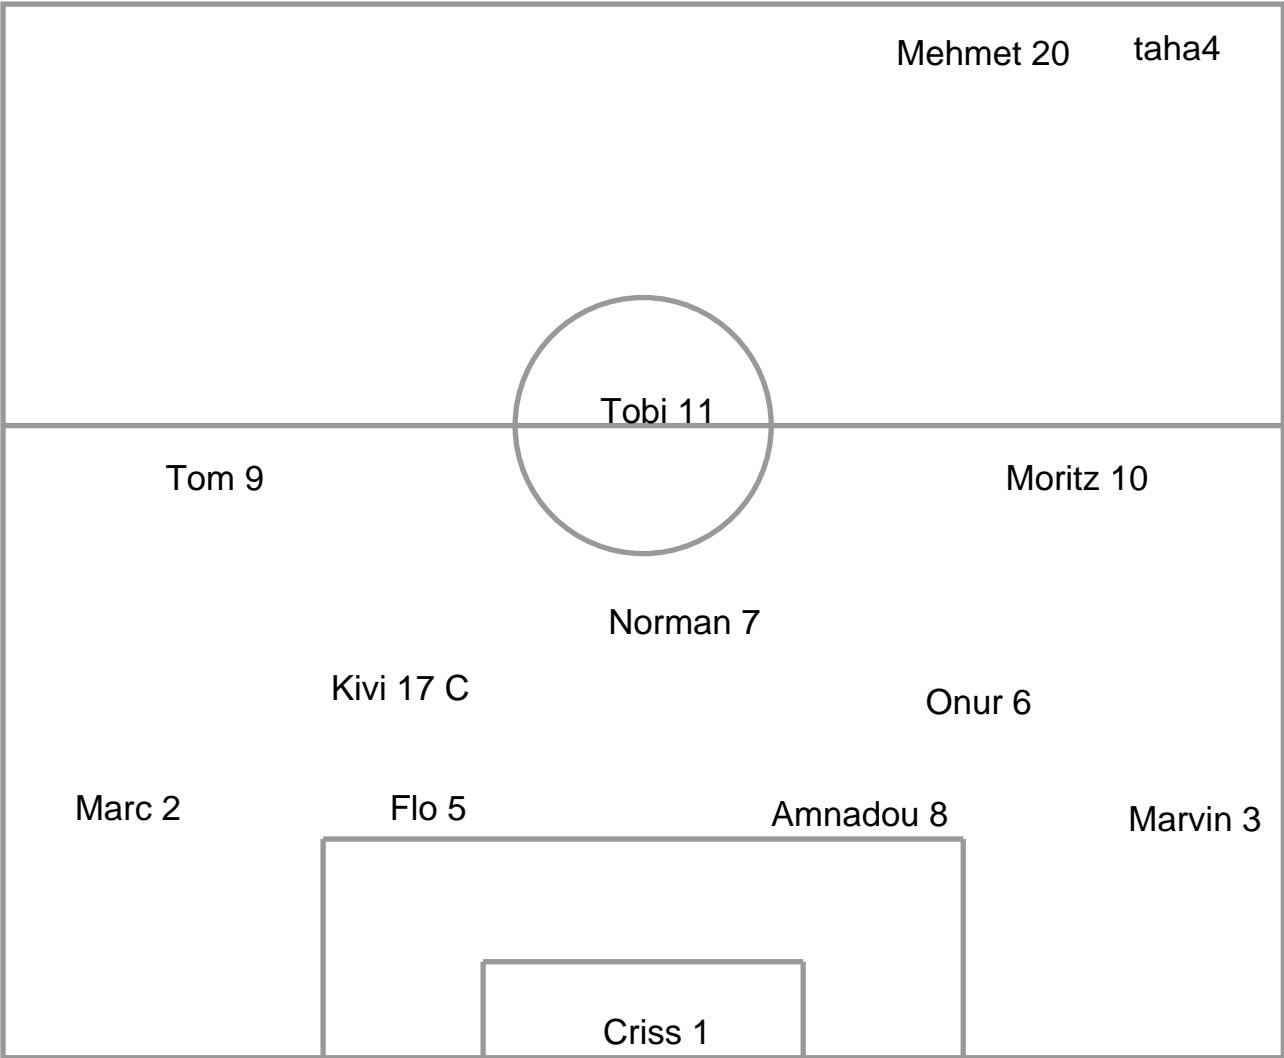 Mehmet 20
taha4
Tobi 11
Tom 9
Moritz 10
Norman 7
Kivi 17 C
Onur 6
Marc 2
Flo 5
Amnadou 8
Marvin 3
Criss 1